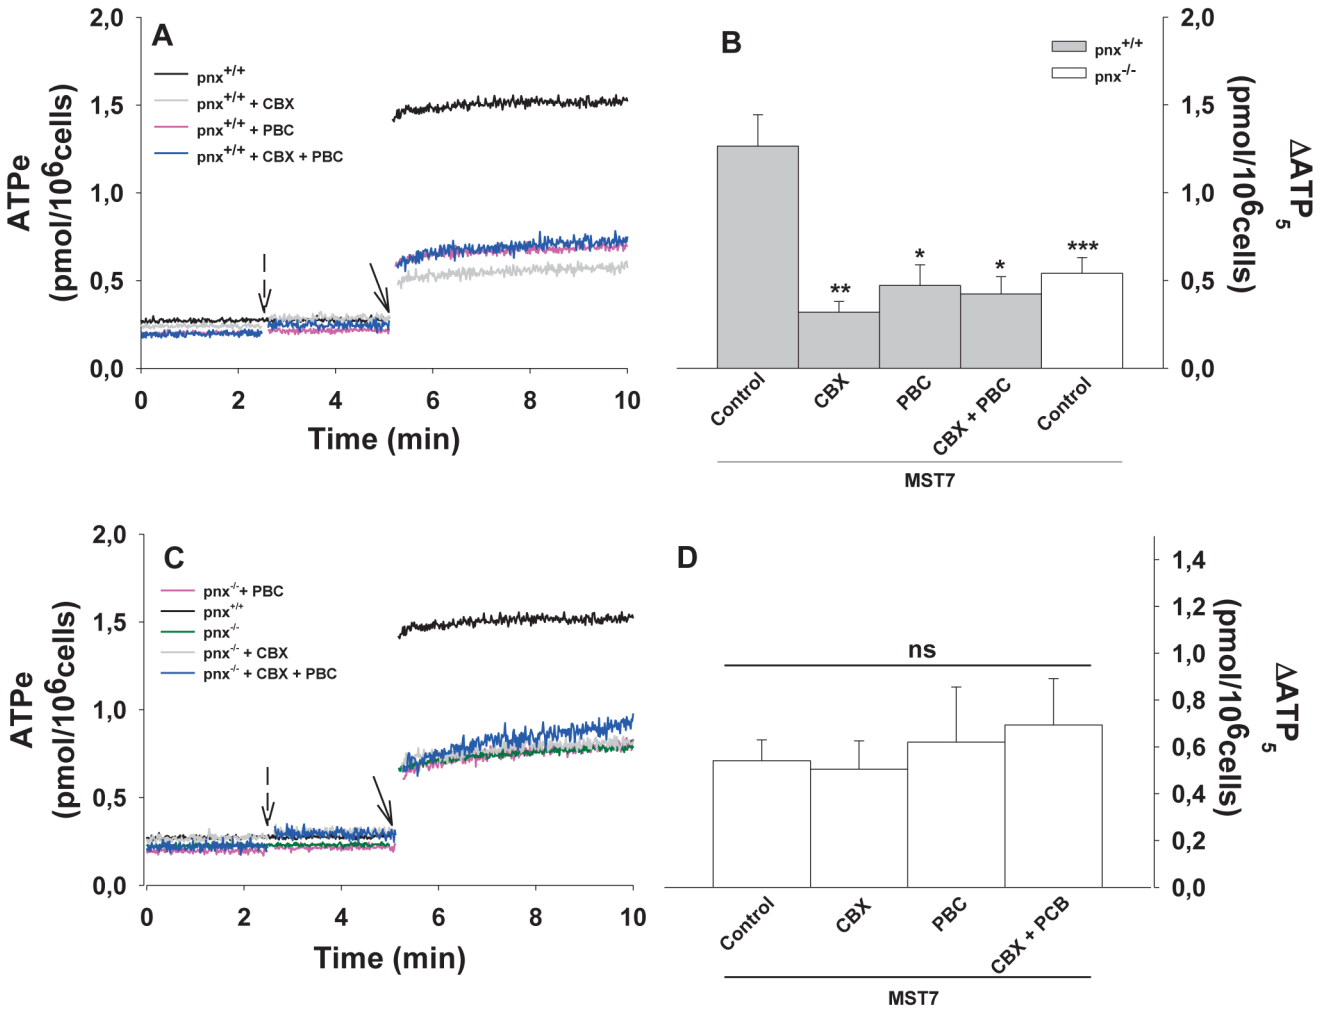 A
2,0
1,5
1,0
0,5
0,0
ATPe
(pmol/10⁶cells)
pnx+/+
pnx+/+ + CBX
pnx+/+ + PBC
pnx+/+ + CBX + PBC
0 2 4 6 8 10
Time (min)
B
pnx+/+
pnx-/-
2,0
1,5
1,0
0,5
0,0
ΔATP5
(pmol/10⁶cells)
**
*
*
***
Control
CBX
PBC
CBX + PBC
Control
MST7
C
2,0
1,5
1,0
0,5
0,0
ATPe
(pmol/10⁶cells)
pnx-/-+ PBC
pnx+/+
pnx-/-
pnx-/- + CBX
pnx-/- + CBX + PBC
0 2 4 6 8 10
Time (min)
D
ns
1,4
1,2
1,0
0,8
0,6
0,4
0,2
0,0
ΔATP5
(pmol/10⁶cells)
Control
CBX
PBC
CBX + PCB
MST7